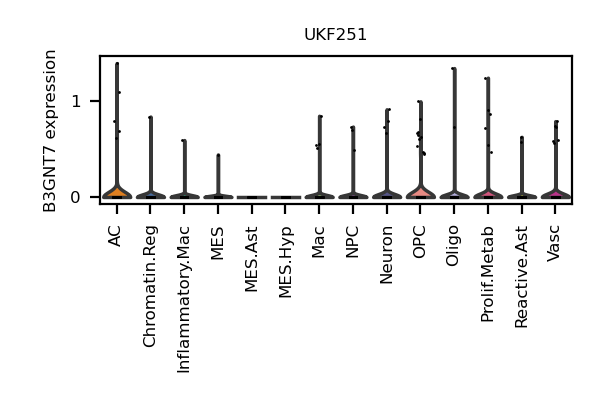 UKF251
B3GNT7 expression
1
0
AC
Chromatin.Reg
Inflammatory.Mac
MES
MES.Ast
MES.Hyp
Mac
NPC
Neuron
OPC
Oligo
Prolif.Metab
Reactive.Ast
Vasc